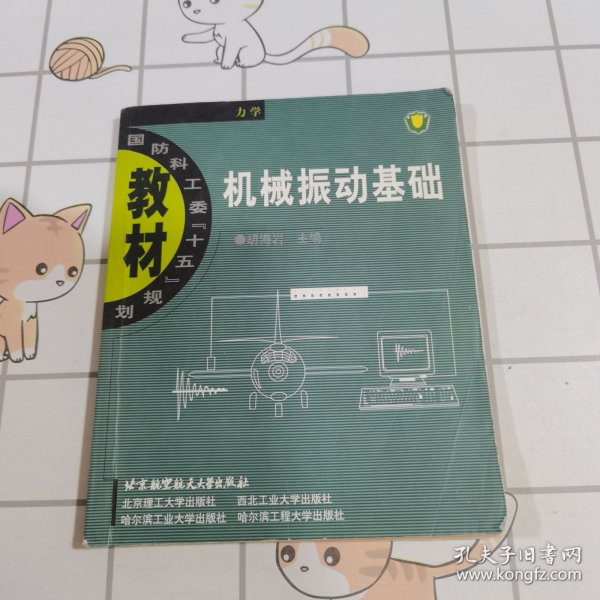 力学
国防科工委『十五』规划
教材
机械振动基础
胡海岩 主编
北京航空航天大学出版社
北京理工大学出版社 西北工业大学出版社
哈尔滨工业大学出版社 哈尔滨工程大学出版社
孔夫子旧书网
www.kongfz.com